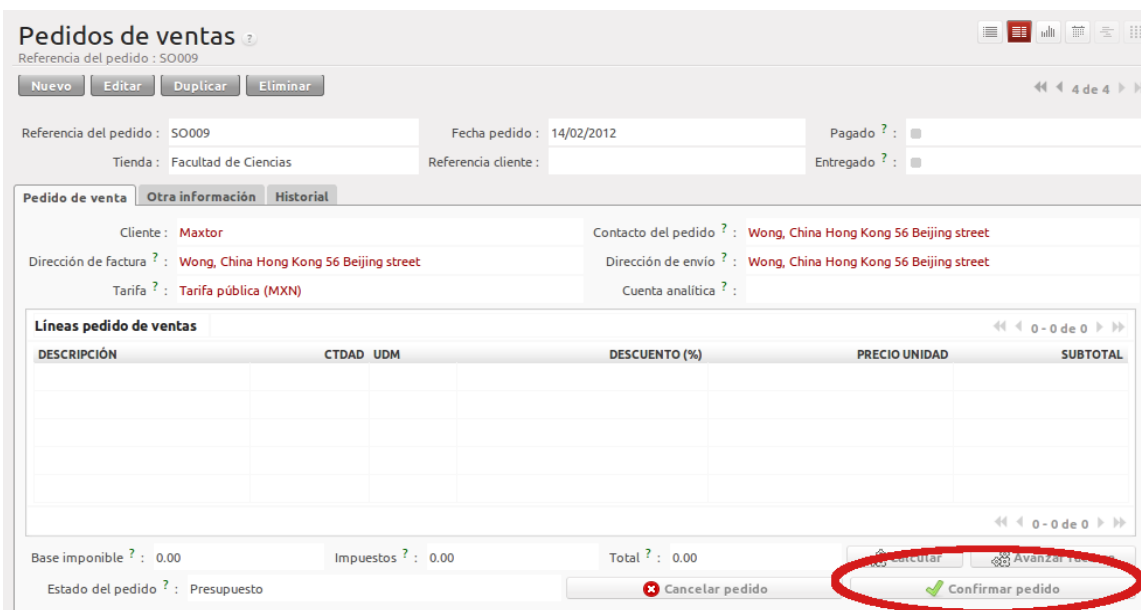 Pedidos de ventas ?
Referencia del pedido : SO009
Nuevo Editar Duplicar Eliminar 4 de 4
Referencia del pedido : SO009 Fecha pedido : 14/02/2012 Pagado ? :
Tienda : Facultad de Ciencias Referencia cliente : Entregado ? :
Pedido de venta Otra información Historial
Cliente : Maxtor Contacto del pedido ? : Wong, China Hong Kong 56 Beijing street
Dirección de factura ? : Wong, China Hong Kong 56 Beijing street Dirección de envío ? : Wong, China Hong Kong 56 Beijing street
Tarifa ? : Tarifa pública (MXN) Cuenta analítica ? :
Líneas pedido de ventas 0 - 0 de 0
DESCRIPCIÓN CTDAD UDM DESCUENTO (%) PRECIO UNIDAD SUBTOTAL
0 - 0 de 0
Base imponible ? : 0.00 Impuestos ? : 0.00 Total ? : 0.00 Calcular Avanzar
Estado del pedido ? : Presupuesto Cancelar pedido Confirmar pedido